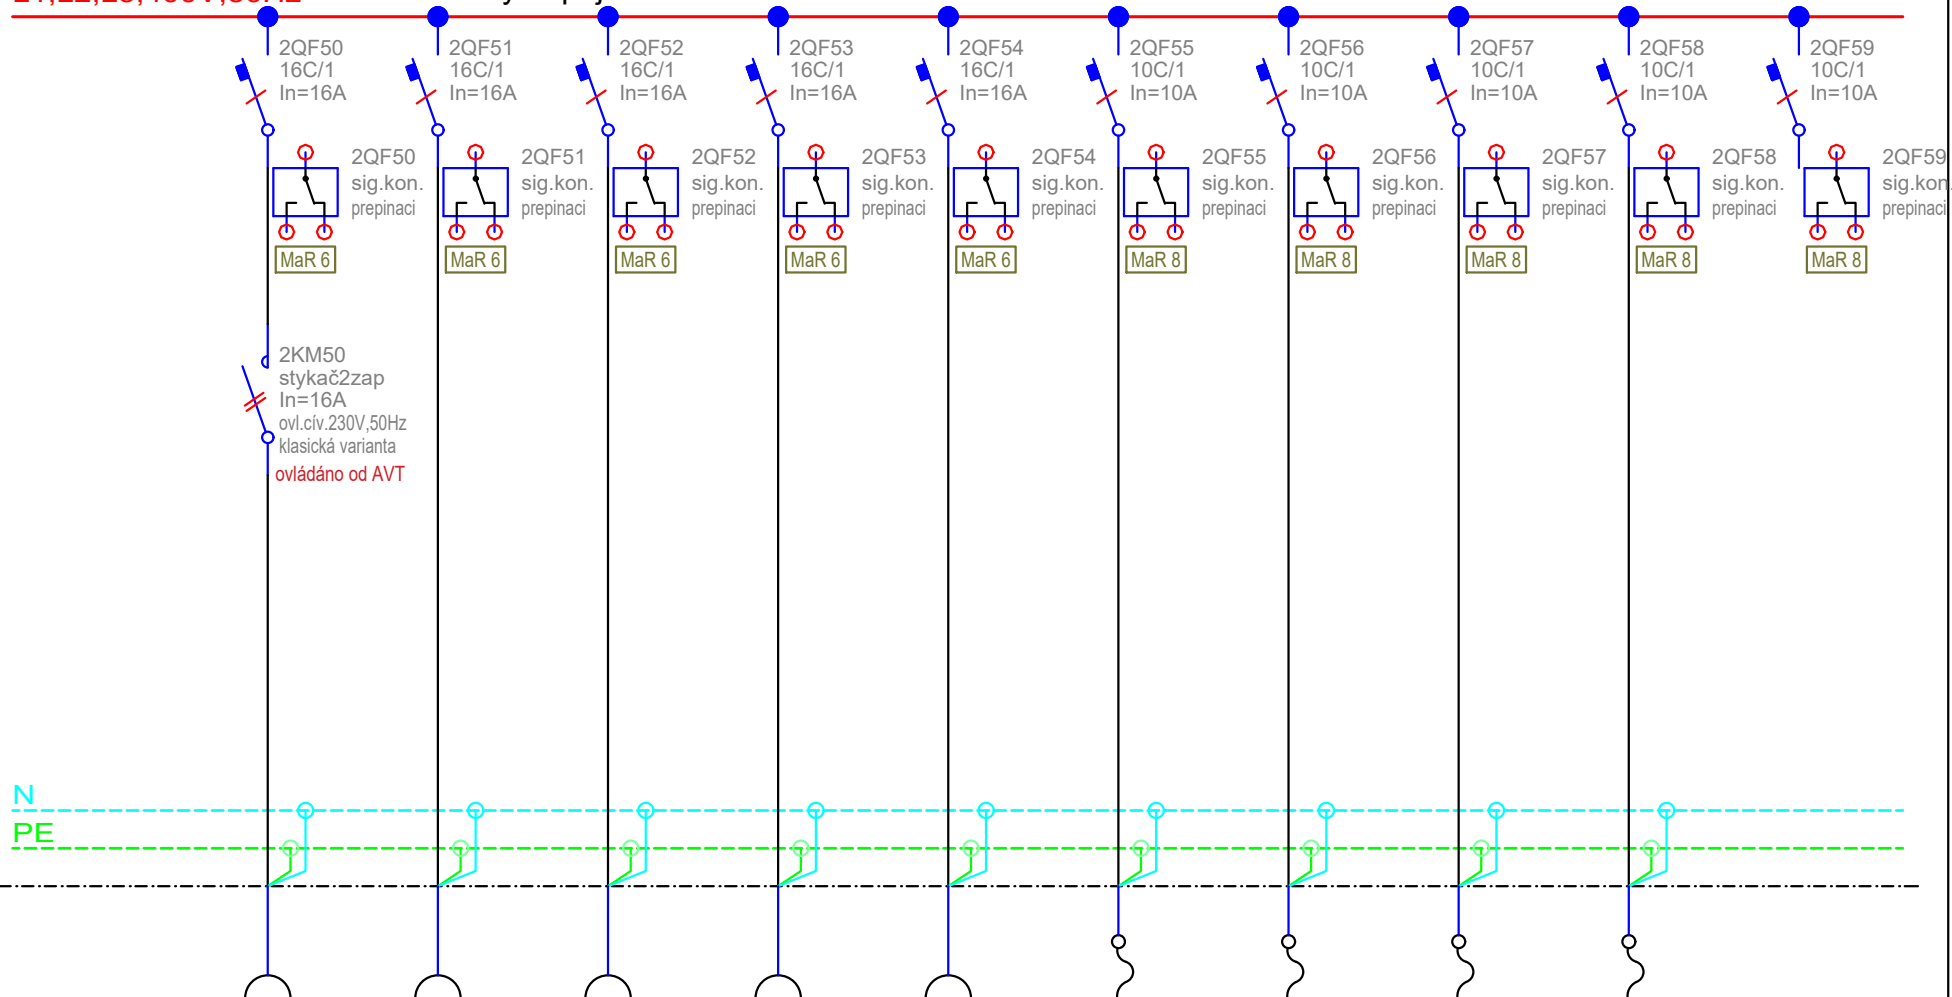 2QF50
16C/1
In=16A
2QF51
16C/1
In=16A
2QF52
16C/1
In=16A
2QF53
16C/1
In=16A
2QF54
16C/1
In=16A
2QF55
10C/1
In=10A
2QF56
10C/1
In=10A
2QF57
10C/1
In=10A
2QF58
10C/1
In=10A
2QF59
10C/1
In=10A
2QF50
sig.kon.
prepinaci
MaR 6
2QF51
sig.kon.
prepinaci
MaR 6
2QF52
sig.kon.
prepinaci
MaR 6
2QF53
sig.kon.
prepinaci
MaR 6
2QF54
sig.kon.
prepinaci
MaR 6
2QF55
sig.kon.
prepinaci
MaR 8
2QF56
sig.kon.
prepinaci
MaR 8
2QF57
sig.kon.
prepinaci
MaR 8
2QF58
sig.kon.
prepinaci
MaR 8
2QF59
sig.kon.
prepinaci
MaR 8
2KM50
stykač2zap
In=16A
ovl.cív.230V,50Hz
klasická varianta
ovládáno od AVT
N
PE